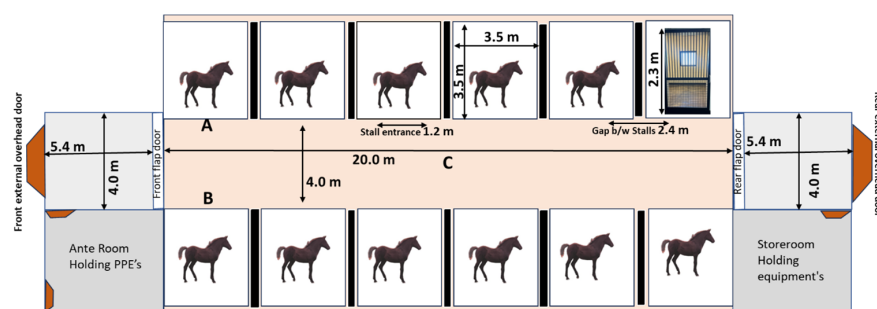 3.5 m
3.5 m
2.3 m
A
Stall entrance 1.2 m
Gap b/w Stalls 2.4 m
Front external overhead door
5.4 m
4.0 m
Front flap door
20.0 m
C
4.0 m
B
Rear flap door
5.4 m
4.0 m
Ante Room
Holding PPE's
Storeroom
Holding
equipment's